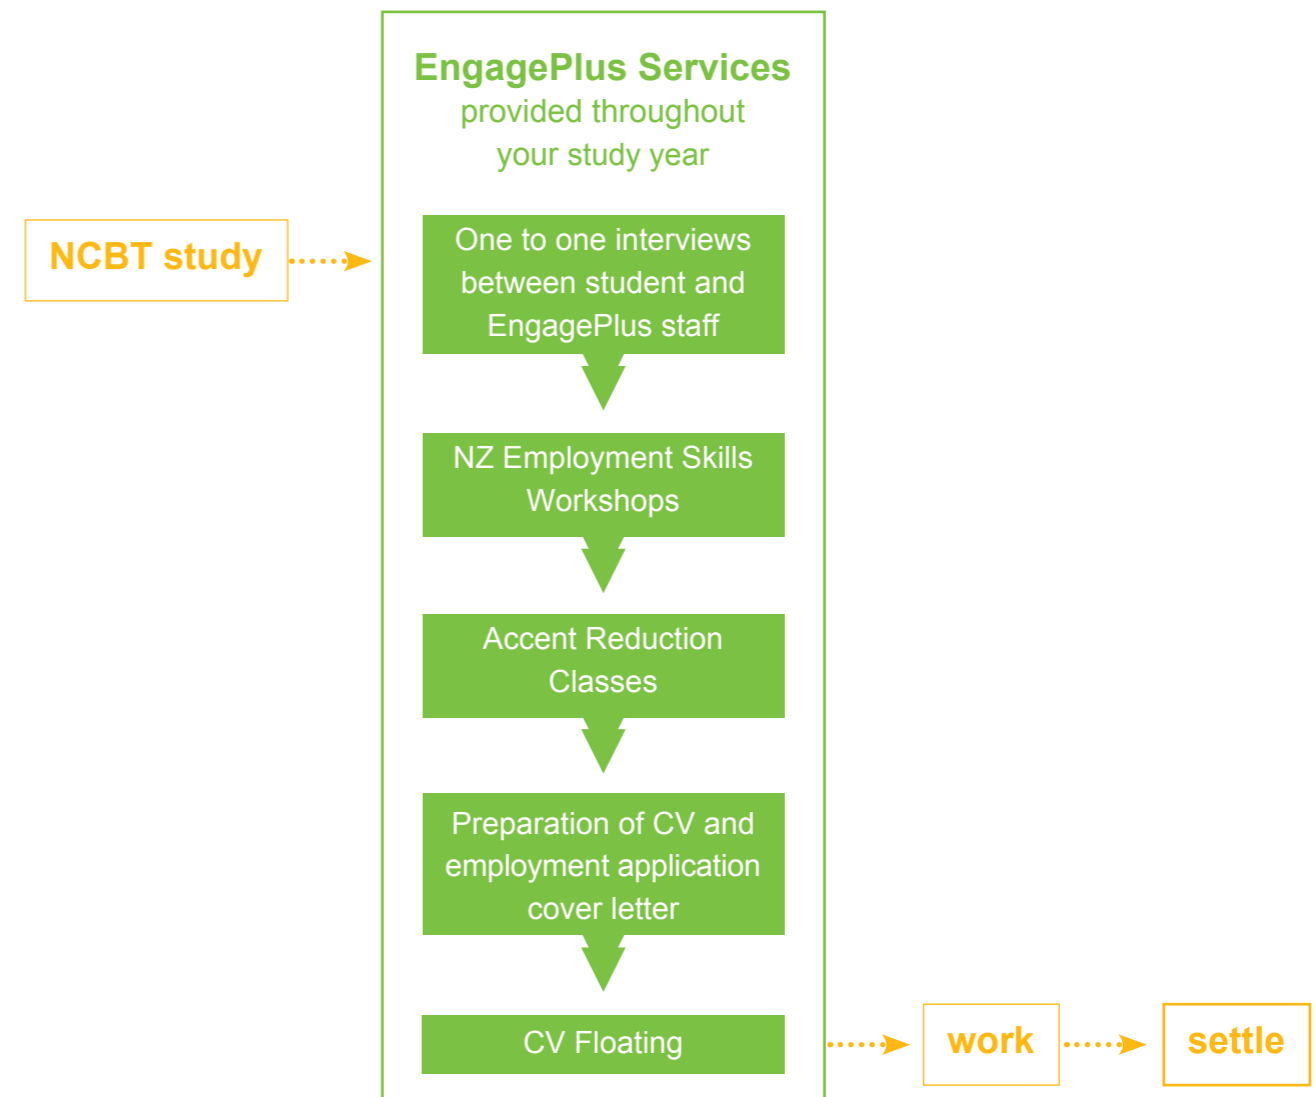 EngagePlus Services
provided throughout
your study year
NCBT study
One to one interviews
between student and
EngagePlus staff
NZ Employment Skills
Workshops
Accent Reduction
Classes
Preparation of CV and
employment application
cover letter
CV Floating
work
settle